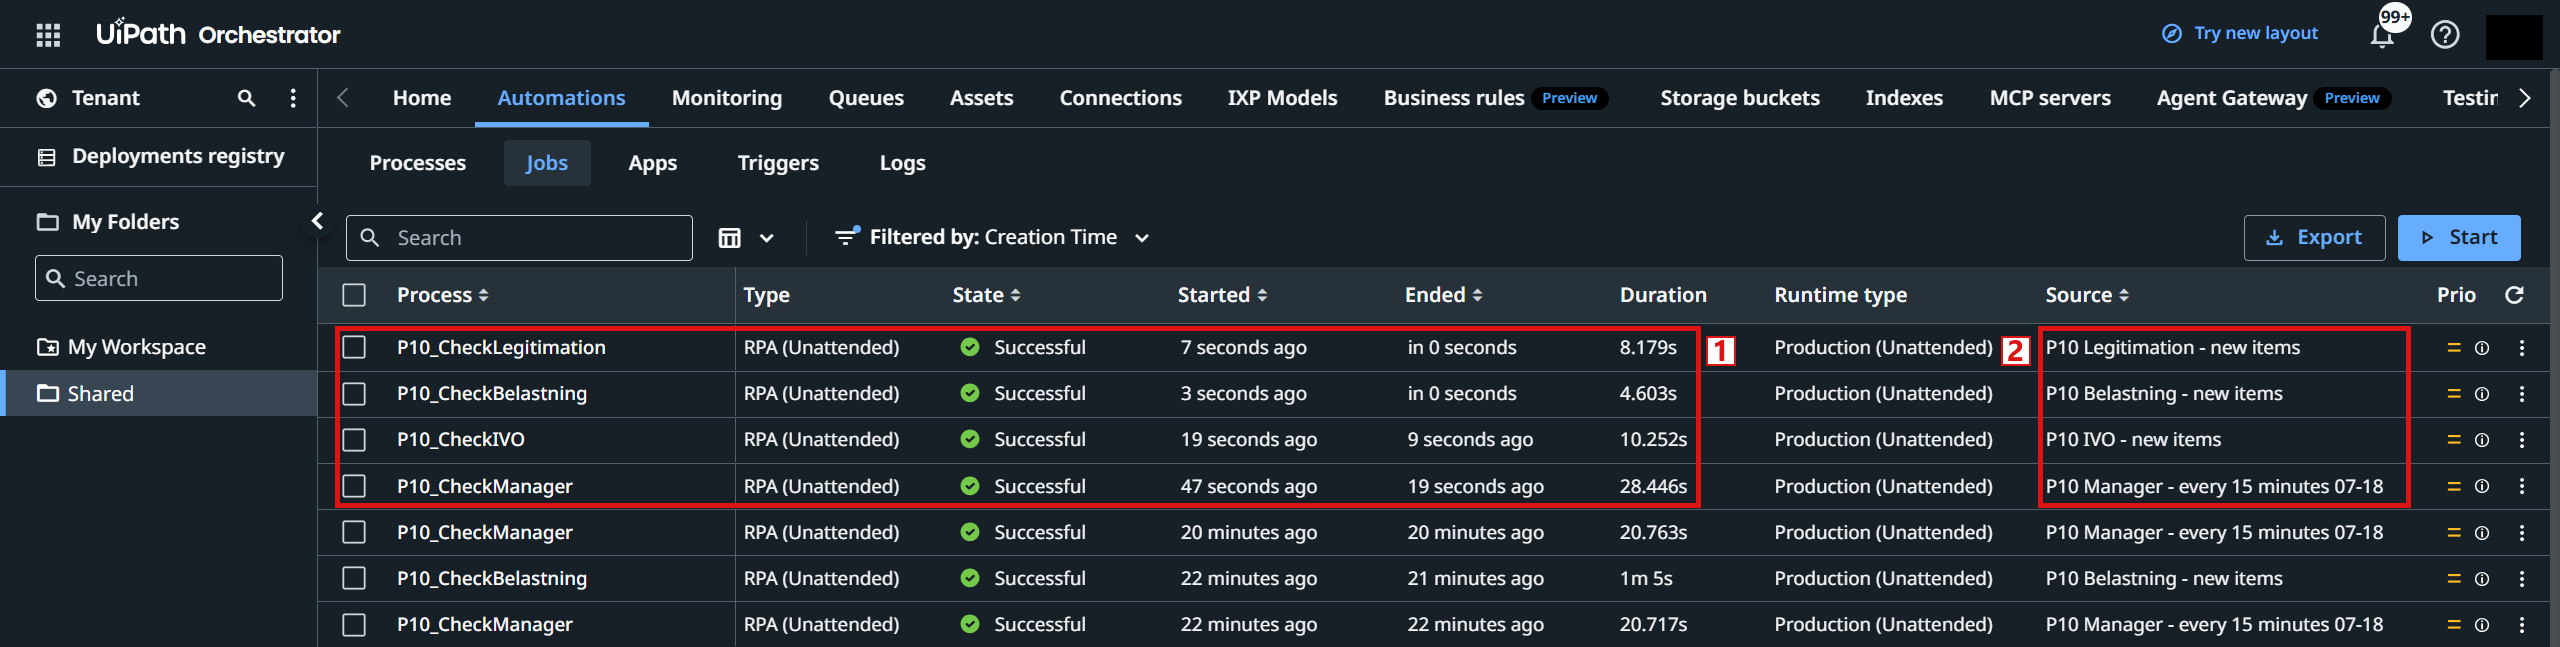 UiPath Orchestrator
Try new layout
99+
Tenant
Home Automations Monitoring Queues Assets Connections IXP Models Business rules Preview Storage buckets Indexes MCP servers Agent Gateway Preview Testin
Deployments registry
Processes Jobs Apps Triggers Logs
My Folders
Search
Search
Filtered by: Creation Time
Export
Start
My Workspace
Shared
Process Type State Started Ended Duration Runtime type Source Prio
P10_CheckLegitimation RPA (Unattended) Successful 7 seconds ago in 0 seconds 8.179s 1 Production (Unattended) 2 P10 Legitimation - new items
P10_CheckBelastning RPA (Unattended) Successful 3 seconds ago in 0 seconds 4.603s Production (Unattended) P10 Belastning - new items
P10_CheckIVO RPA (Unattended) Successful 19 seconds ago 9 seconds ago 10.252s Production (Unattended) P10 IVO - new items
P10_CheckManager RPA (Unattended) Successful 47 seconds ago 19 seconds ago 28.446s Production (Unattended) P10 Manager - every 15 minutes 07-18
P10_CheckManager RPA (Unattended) Successful 20 minutes ago 20 minutes ago 20.763s Production (Unattended) P10 Manager - every 15 minutes 07-18
P10_CheckBelastning RPA (Unattended) Successful 22 minutes ago 21 minutes ago 1m 5s Production (Unattended) P10 Belastning - new items
P10_CheckManager RPA (Unattended) Successful 22 minutes ago 22 minutes ago 20.717s Production (Unattended) P10 Manager - every 15 minutes 07-18